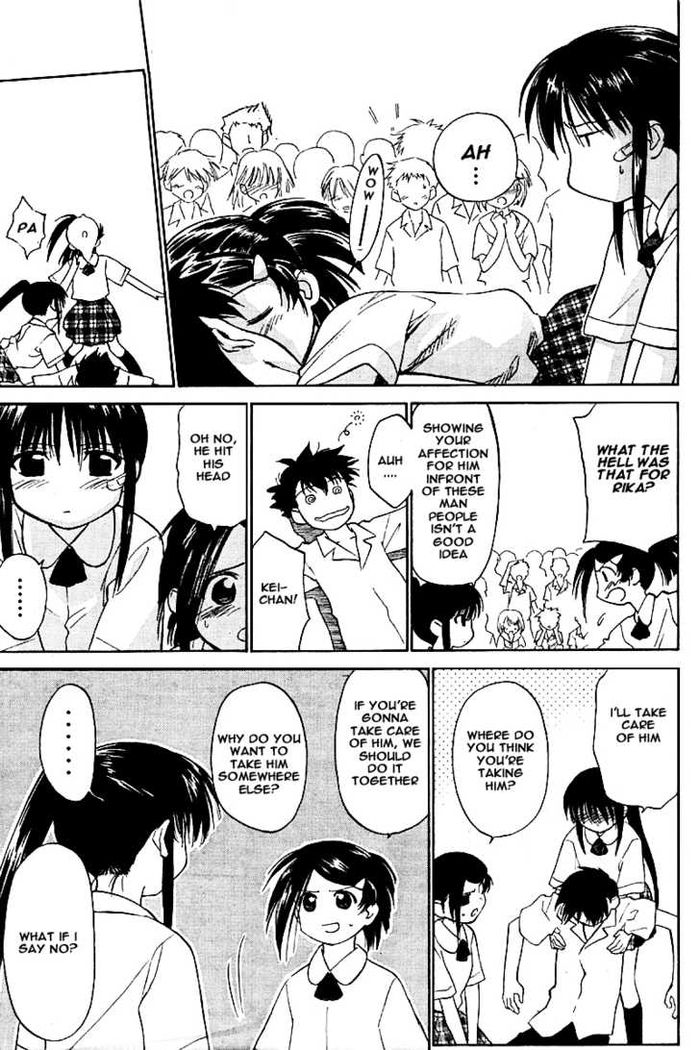 AH
...
WOW
PA
WHAT THE
HELL WAS
THAT FOR
RIKA?
SHOWING
YOUR
AFFECTION
FOR HIM
INFRONT
OF THESE
MAN
PEOPLE
ISN'T A
GOOD
IDEA
AUH
....
KEI-
CHAN!
OH NO,
HE HIT
HIS
HEAD
....
I'LL TAKE
CARE
OF HIM
WHERE DO
YOU THINK
YOU'RE
TAKING
HIM?
IF YOU'RE
GONNA
TAKE CARE
OF HIM, WE
SHOULD
DO IT
TOGETHER
WHY DO YOU
WANT TO
TAKE HIM
SOMEWHERE
ELSE?
......
WHAT IF I
SAY NO?